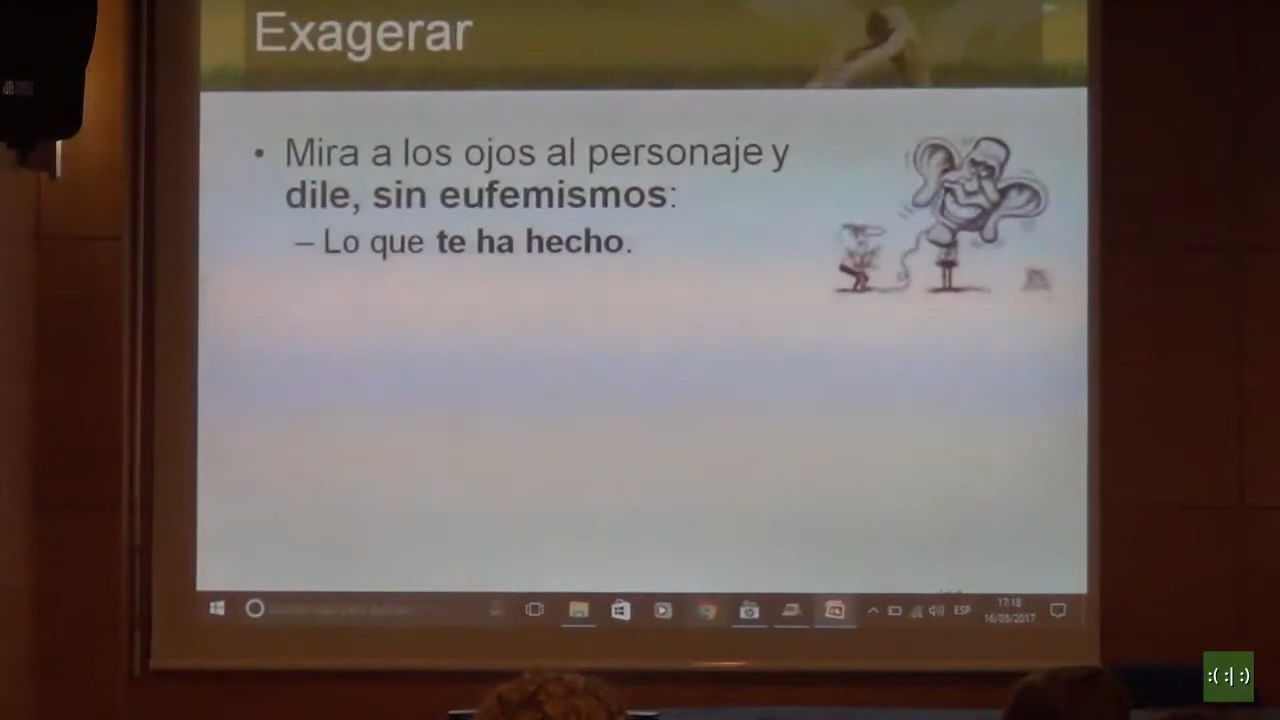 Exagerar
• Mira a los ojos al personaje y
dile, sin eufemismos:
– Lo que te ha hecho.
ESP
17:18
16/05/2017
:( :| :)